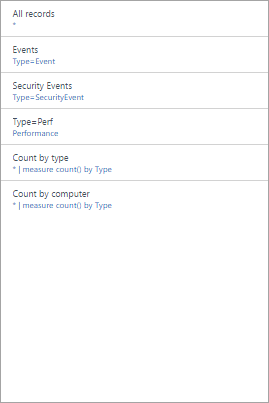 All records
*
Events
Type=Event
Security Events
Type=SecurityEvent
Type=Perf
Performance
Count by type
* | measure count() by Type
Count by computer
* | measure count() by Type